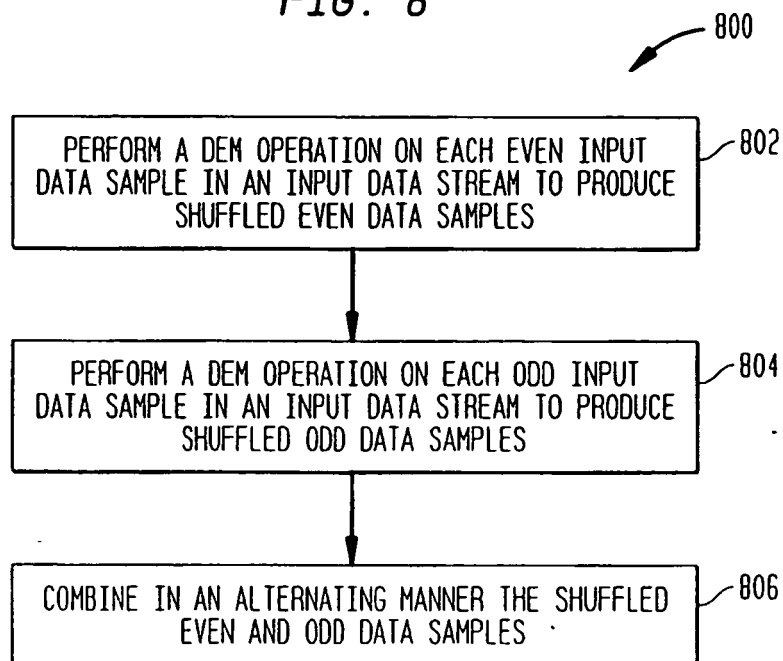 FIG. 8
800
PERFORM A DEM OPERATION ON EACH EVEN INPUT
DATA SAMPLE IN AN INPUT DATA STREAM TO PRODUCE
SHUFFLED EVEN DATA SAMPLES
802
PERFORM A DEM OPERATION ON EACH ODD INPUT
DATA SAMPLE IN AN INPUT DATA STREAM TO PRODUCE
SHUFFLED ODD DATA SAMPLES
804
COMBINE IN AN ALTERNATING MANNER THE SHUFFLED
EVEN AND ODD DATA SAMPLES
806